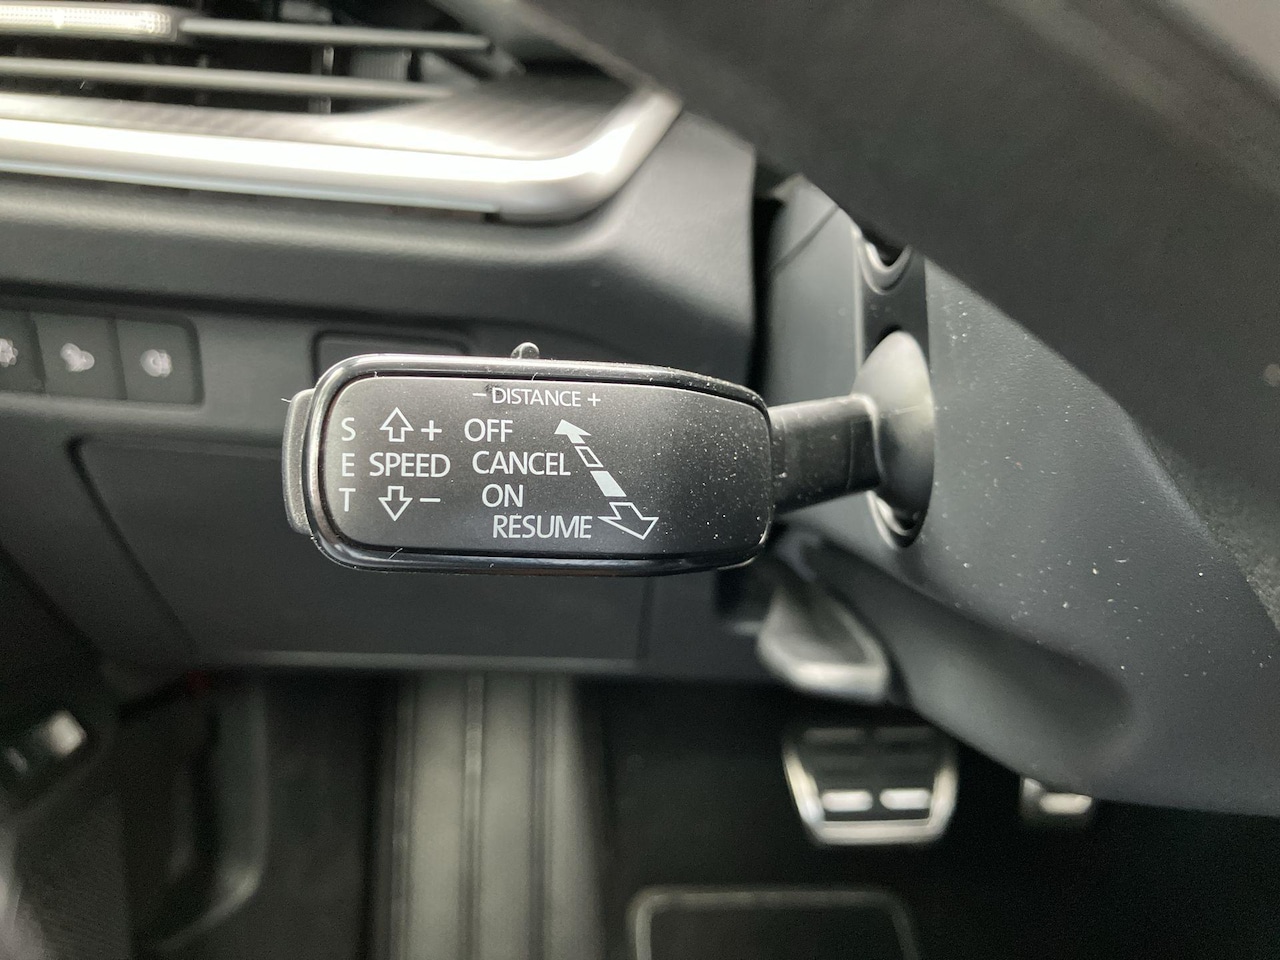 - DISTANCE +
S + OFF
E SPEED CANCEL
T - ON
RESUME